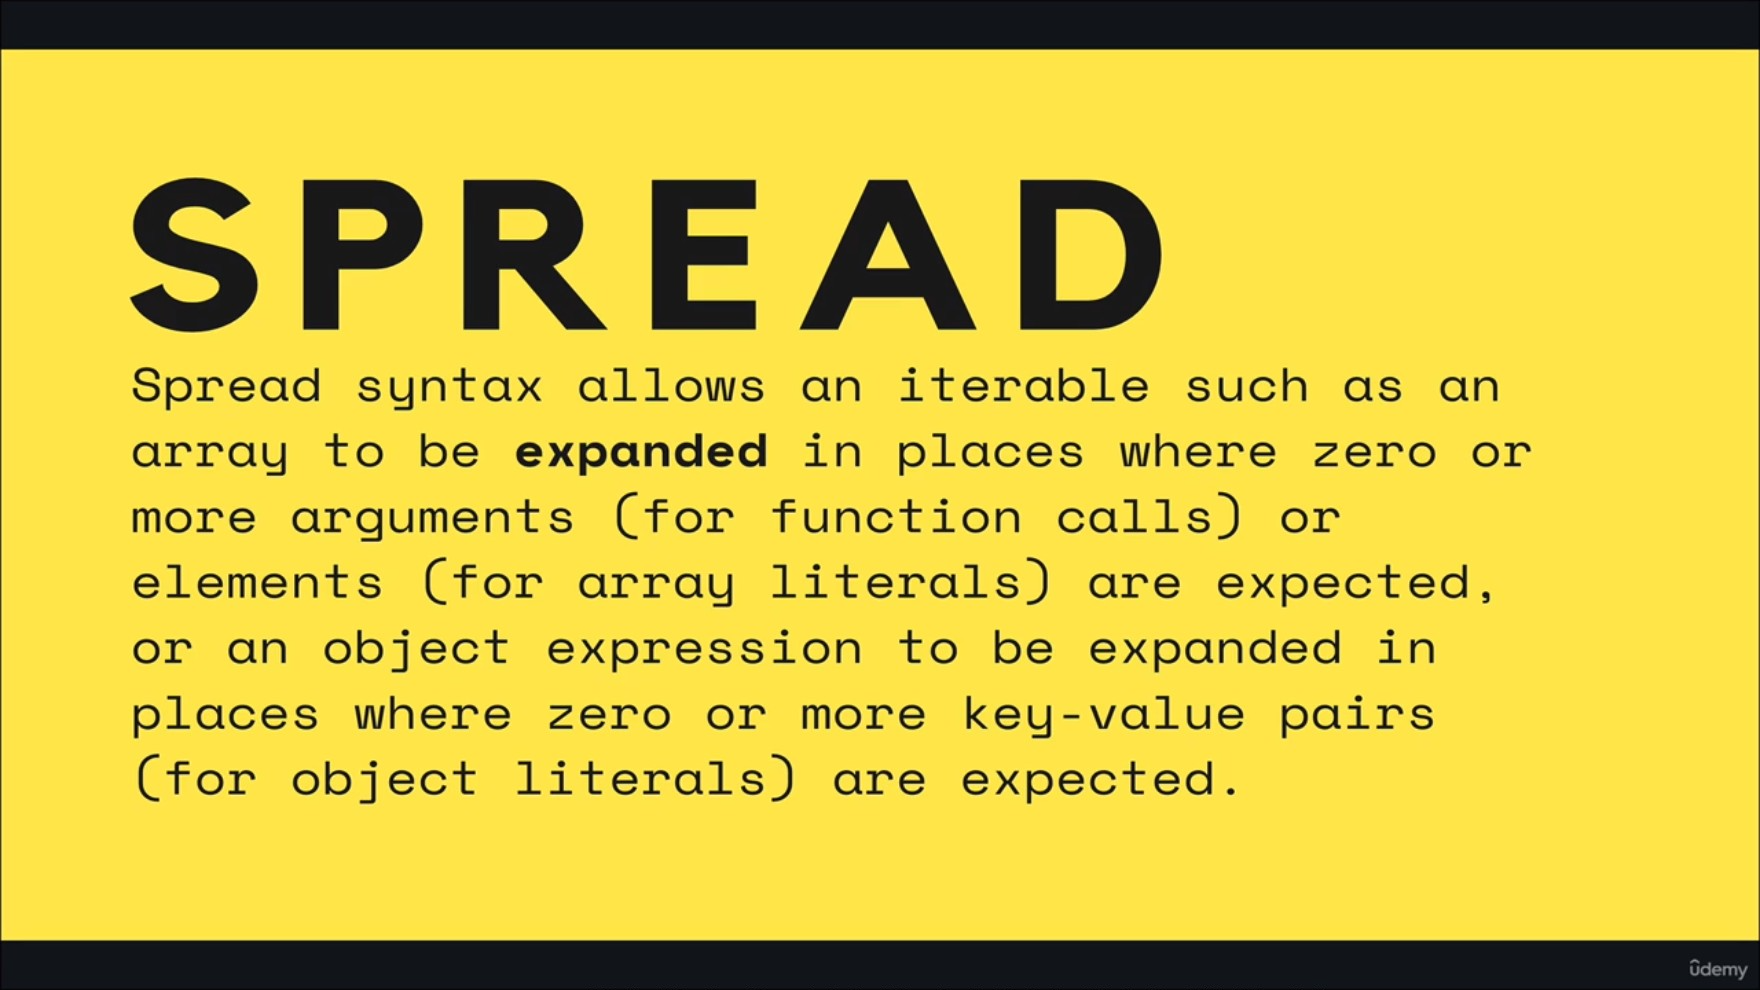 SPREAD
Spread syntax allows an iterable such as an
array to be expanded in places where zero or
more arguments (for function calls) or
elements (for array literals) are expected,
or an object expression to be expanded in
places where zero or more key-value pairs
(for object literals) are expected.
ûdemy